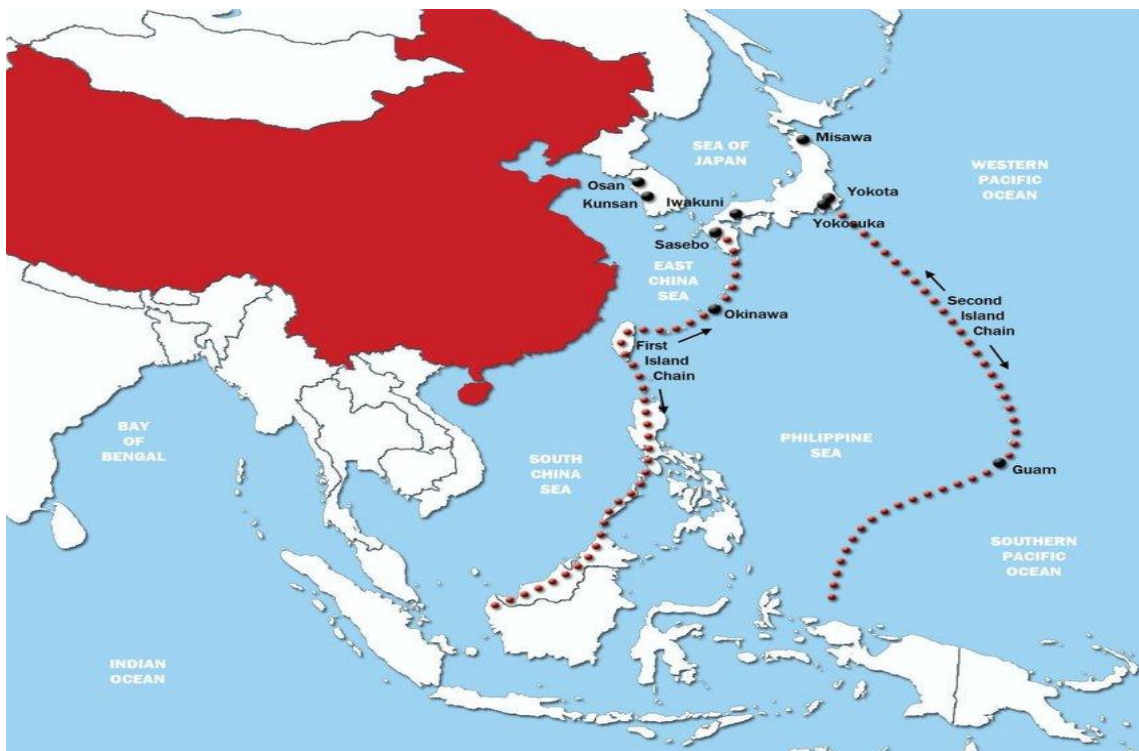 Misawa
SEA OF
JAPAN
WESTERN
PACIFIC
OCEAN
Osan
Kunsan
Iwakuni
Yokota
Yokosuka
Sasebo
EAST
CHINA
SEA
Okinawa
Second
Island
Chain
First
Island
Chain
BAY
OF
BENGAL
PHILIPPINE
SEA
SOUTH
CHINA
SEA
Guam
SOUTHERN
PACIFIC
OCEAN
INDIAN
OCEAN